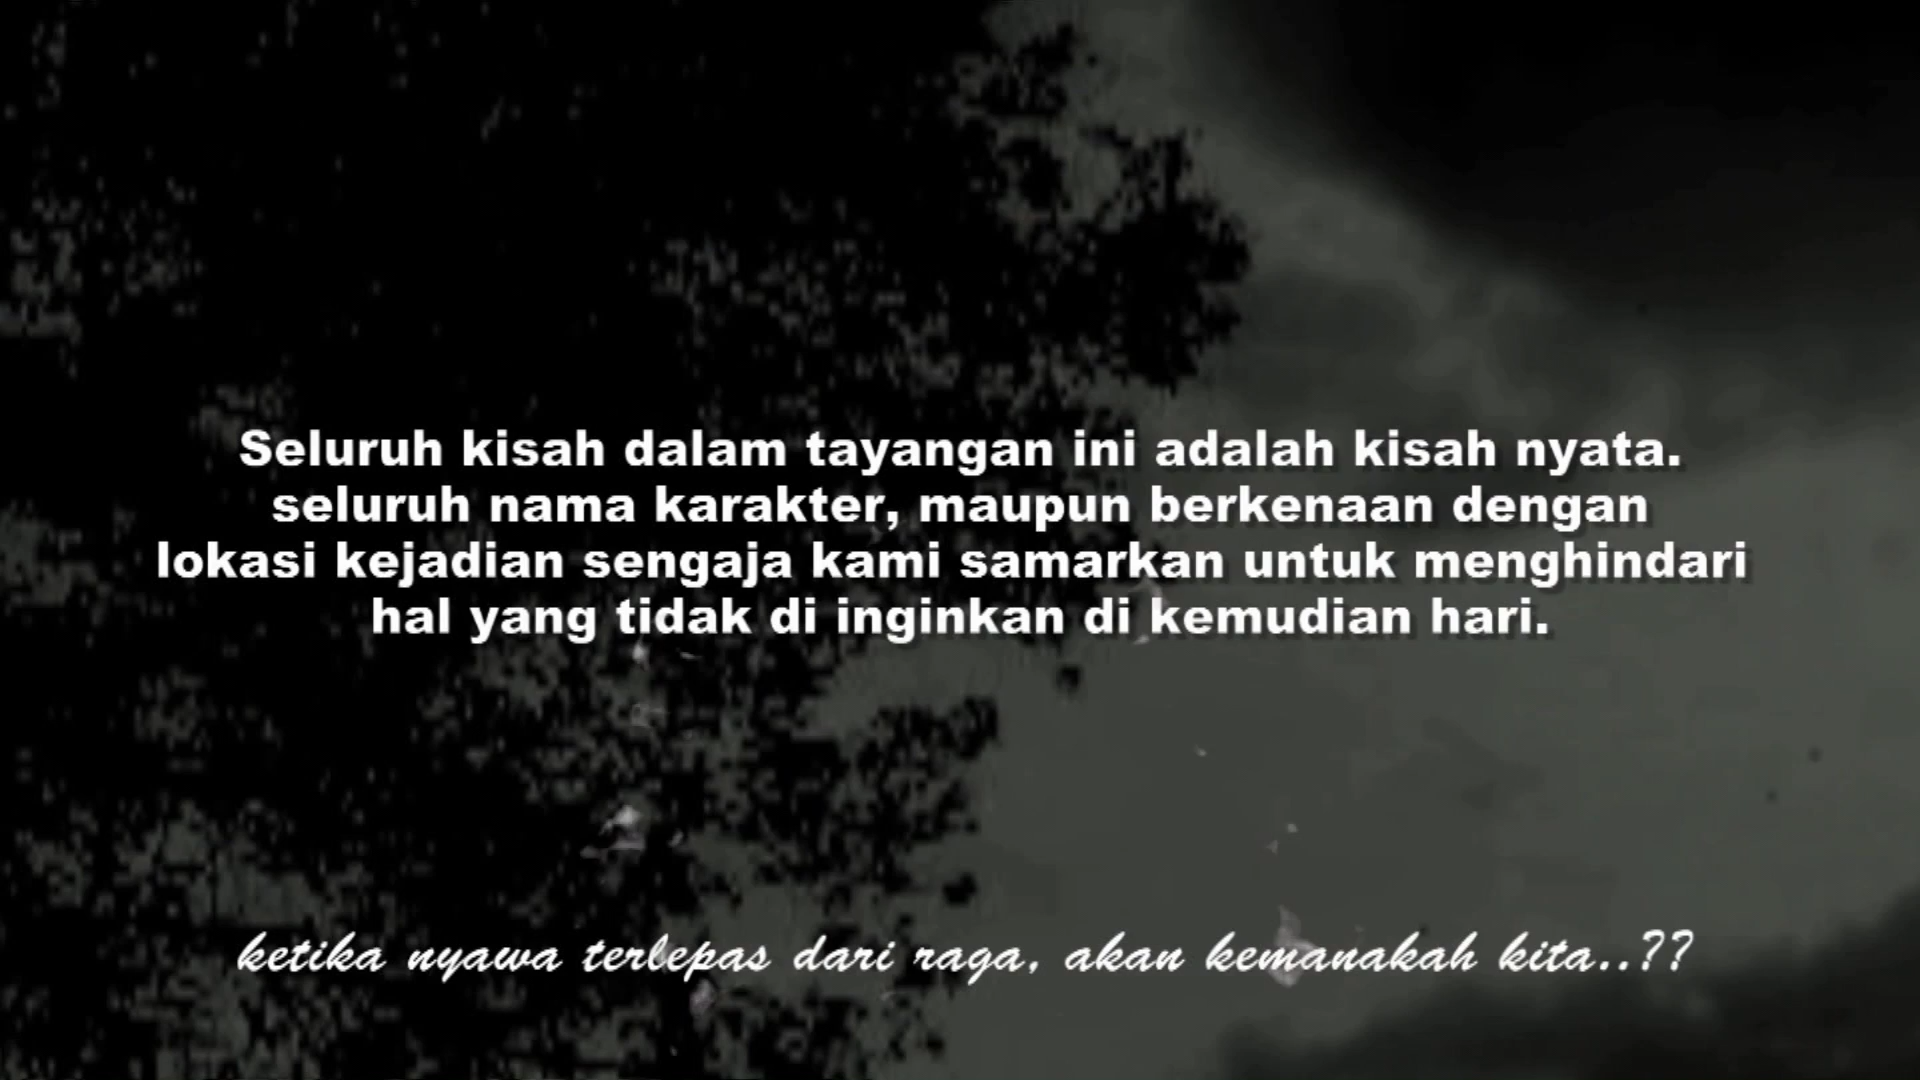 Seluruh kisah dalam tayangan ini adalah kisah nyata.
seluruh nama karakter, maupun berkenaan dengan
lokasi kejadian sengaja kami samarkan untuk menghindari
hal yang tidak di inginkan di kemudian hari.
ketika nyawa terlepas dari raga, akan kemanakah kita..??